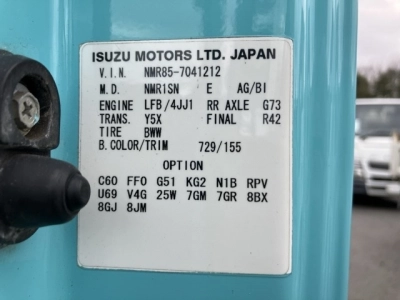 ISUZU MOTORS LTD. JAPAN
V.I.N. NMR85-7041212
M.D. NMR1SN E AG/BI
ENGINE LFB/4JJ1 RR AXLE G73
TRANS. Y5X FINAL R42
TIRE BWW
B.COLOR/TRIM 729/155
OPTION
C60 FF0 G51 KG2 N1B RPV
U69 V4G 25W 7GM 7GR 8BX
8GJ 8JM